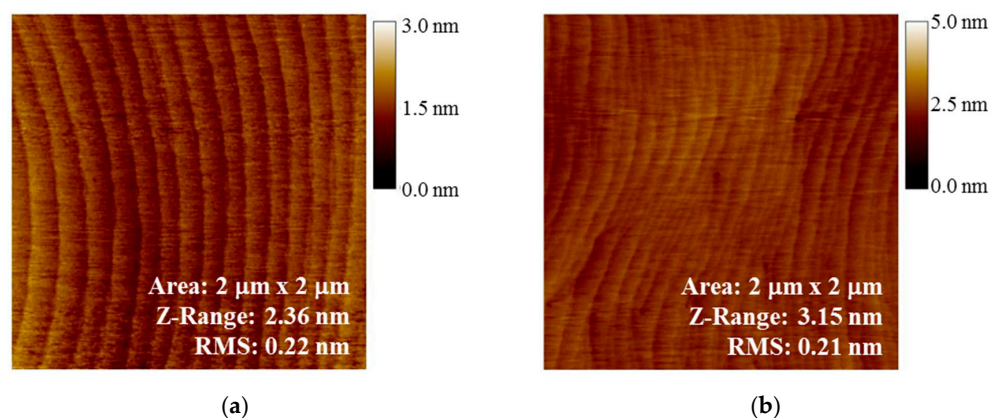 3.0 nm
1.5 nm
0.0 nm
Area: 2 μm x 2 μm
Z-Range: 2.36 nm
RMS: 0.22 nm
(a)
5.0 nm
2.5 nm
0.0 nm
Area: 2 μm x 2 μm
Z-Range: 3.15 nm
RMS: 0.21 nm
(b)